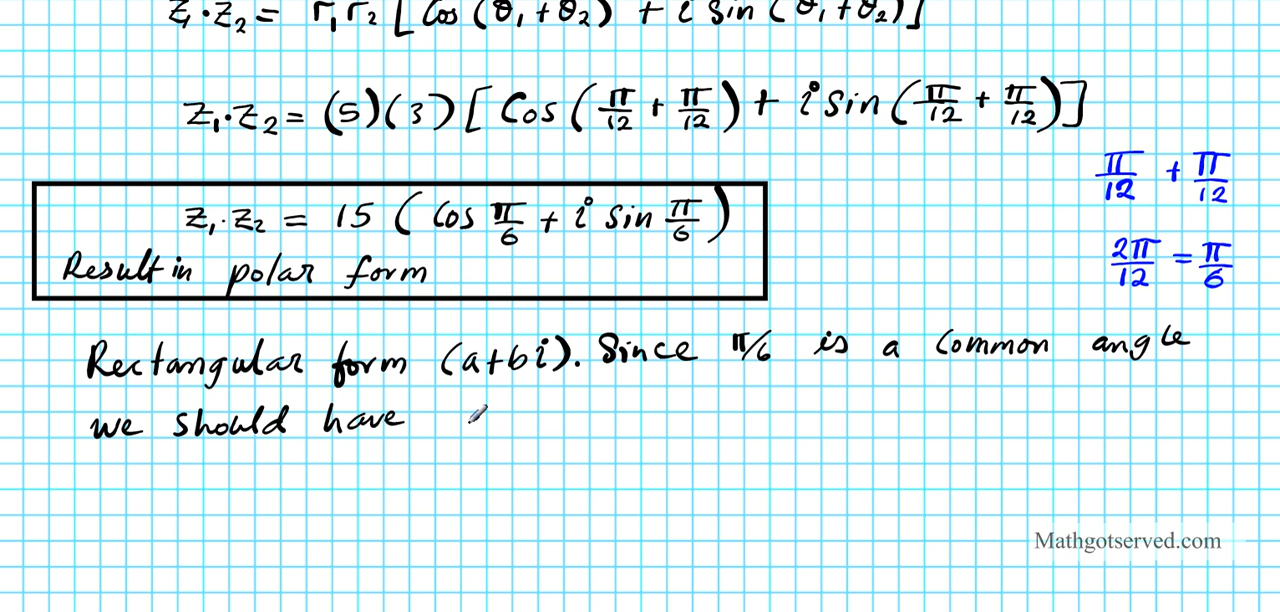 z₁·z₂ = r₁r₂[Cos(θ₁+θ₂) + i Sin(θ₁+θ₂)]
z₁·z₂ = (5)(3)[Cos(π/12 + π/12) + i Sin(π/12 + π/12)]
π/12 + π/12
z₁·z₂ = 15 (Cos π/6 + i Sin π/6)
2π/12 = π/6
Result in polar form
Rectangular form (a+bi). Since π/6 is a Common angle
we should have
Mathgotserved.com